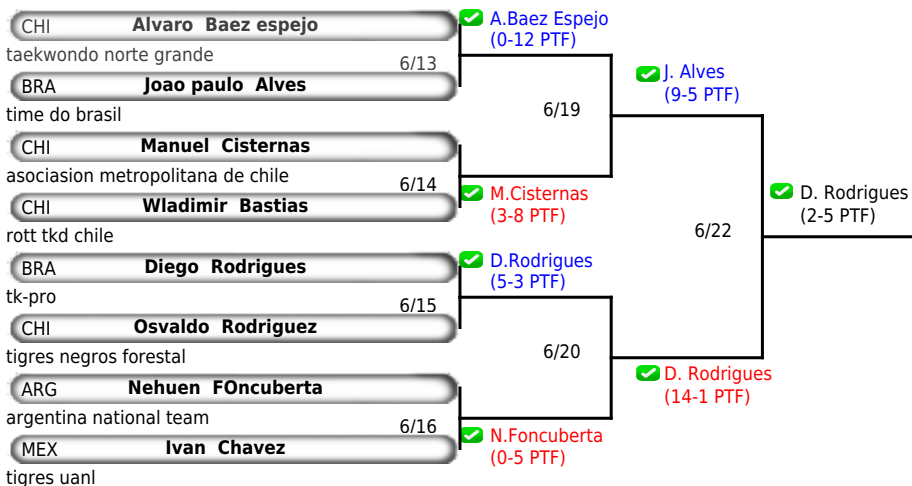 CHI Alvaro Baez espejo
taekwondo norte grande
6/13
BRA Joao paulo Alves
time do brasil
CHI Manuel Cisternas
asociasion metropolitana de chile
6/14
CHI Wladimir Bastias
rott tkd chile
BRA Diego Rodrigues
tk-pro
6/15
CHI Osvaldo Rodriguez
tigres negros forestal
ARG Nehuen FOncuberta
argentina national team
6/16
MEX Ivan Chavez
tigres uanl
A.Baez Espejo
(0-12 PTF)
6/19
M.Cisternas
(3-8 PTF)
D.Rodrigues
(5-3 PTF)
6/20
N.Foncuberta
(0-5 PTF)
J. Alves
(9-5 PTF)
6/22
D. Rodrigues
(14-1 PTF)
D. Rodrigues
(2-5 PTF)